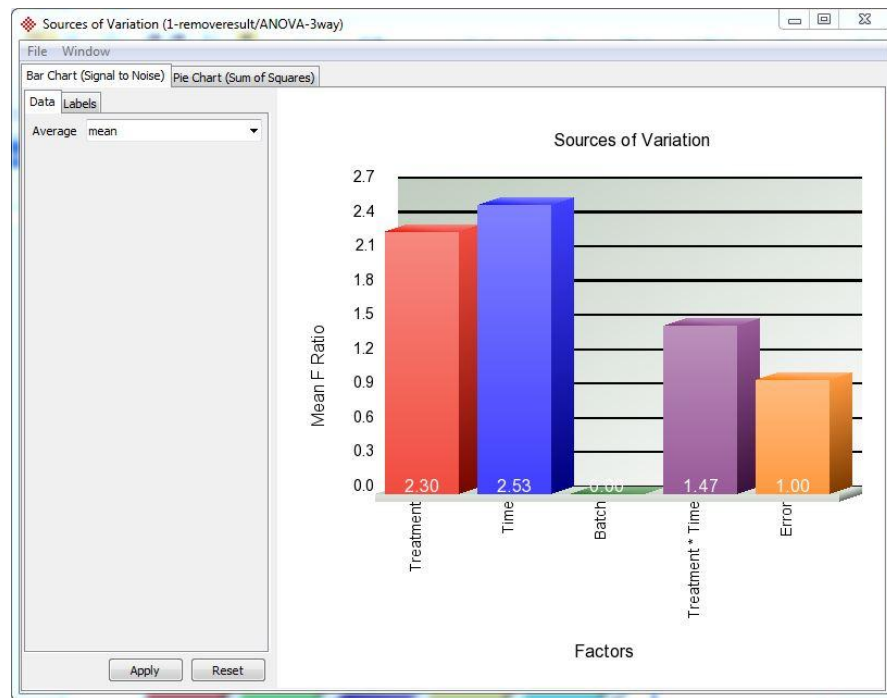 Sources of Variation (1-removeresult/ANOVA-3way)
File Window
Bar Chart (Signal to Noise) Pie Chart (Sum of Squares)
Data Labels
Average mean
Sources of Variation
2.7
2.4
2.1
1.8
1.5
1.2
0.9
0.6
0.3
0.0
Mean F Ratio
2.30 2.53 0.00 1.47 1.00
Treatment
Time
Batch
Treatment * Time
Error
Factors
Apply Reset